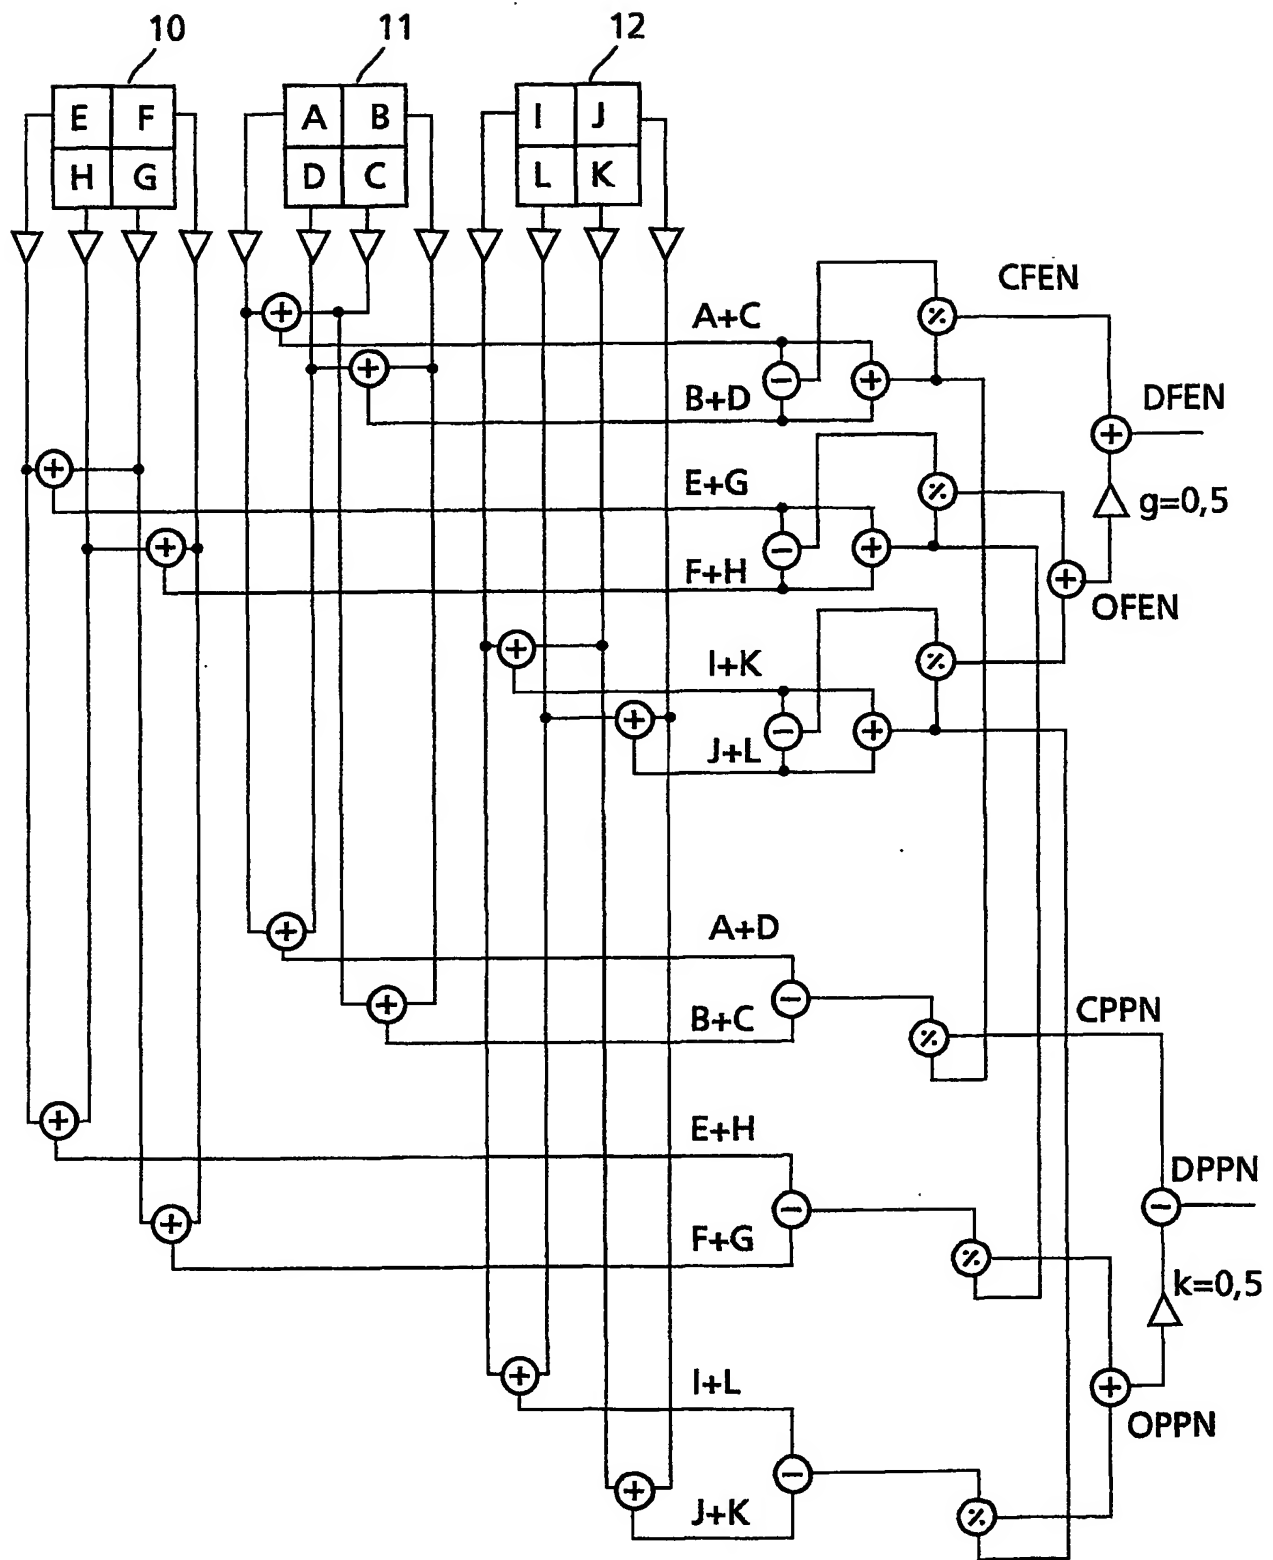 10 11 12
E F A B I J
H G D C L K
CFEN
A+C
DFEN
B+D
E+G
g=0,5
F+H
OFEN
I+K
J+L
A+D
CPPN
B+C
E+H
DPPN
F+G
k=0,5
I+L
OPPN
J+K